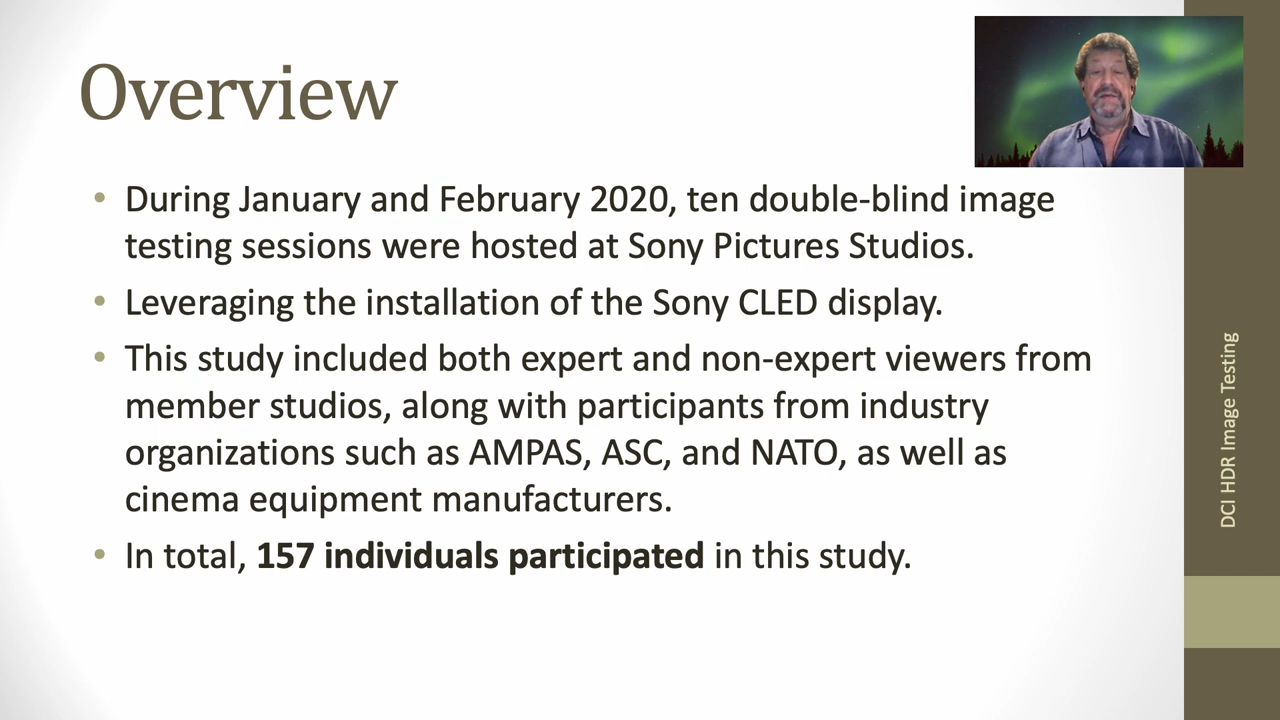 Overview
• During January and February 2020, ten double-blind image
testing sessions were hosted at Sony Pictures Studios.
• Leveraging the installation of the Sony CLED display.
• This study included both expert and non-expert viewers from
member studios, along with participants from industry
organizations such as AMPAS, ASC, and NATO, as well as
cinema equipment manufacturers.
• In total, 157 individuals participated in this study.
DCI HDR Image Testing